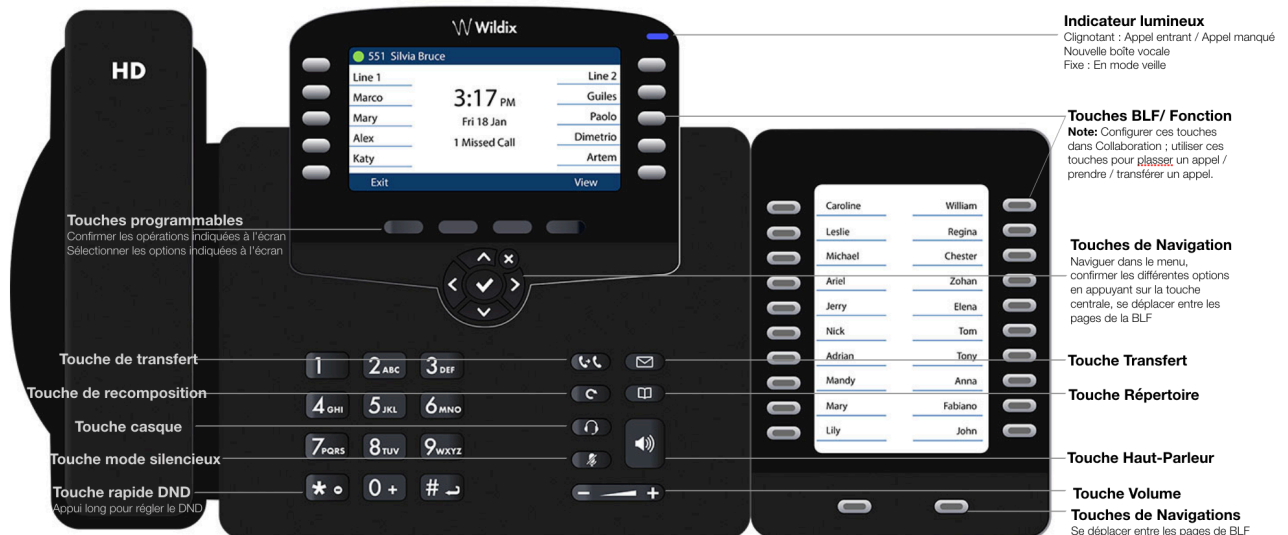 HD
Wildix
551 Silvia Bruce
Line 1
Marco
Mary
Alex
Katy
3:17 PM
Fri 18 Jan
1 Missed Call
Line 2
Guiles
Paolo
Dimetrio
Artem
Exit
View
Touches programmables
Confirmer les opérations indiquées à l'écran
Sélectionner les options indiquées à l'écran
Touche de transfert
Touche de recomposition
Touche casque
Touche mode silencieux
Touche rapide DND
Appui long pour régler le DND
1 2 ABC 3 DEF
4 GHI 5 JKL 6 MNO
7 PQRS 8 TUV 9 WXYZ
* 0 + #
- +
Caroline William
Leslie Regina
Michael Chester
Ariel Zohan
Jerry Elena
Nick Tom
Adrian Tony
Mandy Anna
Mary Fabiano
Lily John
Indicateur lumineux
Clignotant : Appel entrant / Appel manqué
Nouvelle boîte vocale
Fixe : En mode veille
Touches BLF/ Fonction
Note: Configurer ces touches
dans Collaboration ; utiliser ces
touches pour plasser un appel /
prendre / transférer un appel.
Touches de Navigation
Naviguer dans le menu,
confirmer les différentes options
en appuyant sur la touche
centrale, se déplacer entre les
pages de la BLF
Touche Transfert
Touche Répertoire
Touche Haut-Parleur
Touche Volume
Touches de Navigations
Se déplacer entre les pages de BLF